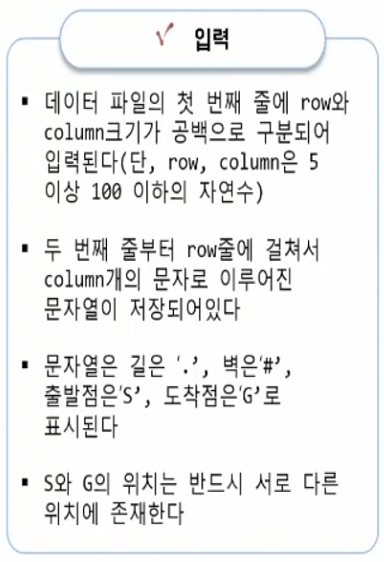 ✓ 입력
▪ 데이터 파일의 첫 번째 줄에 row와
column크기가 공백으로 구분되어
입력된다(단, row, column은 5
이상 100 이하의 자연수)
▪ 두 번째 줄부터 row줄에 걸쳐서
column개의 문자로 이루어진
문자열이 저장되어있다
▪ 문자열은 길은 '.', 벽은'#',
출발점은'S', 도착점은'G'로
표시된다
▪ S와 G의 위치는 반드시 서로 다른
위치에 존재한다